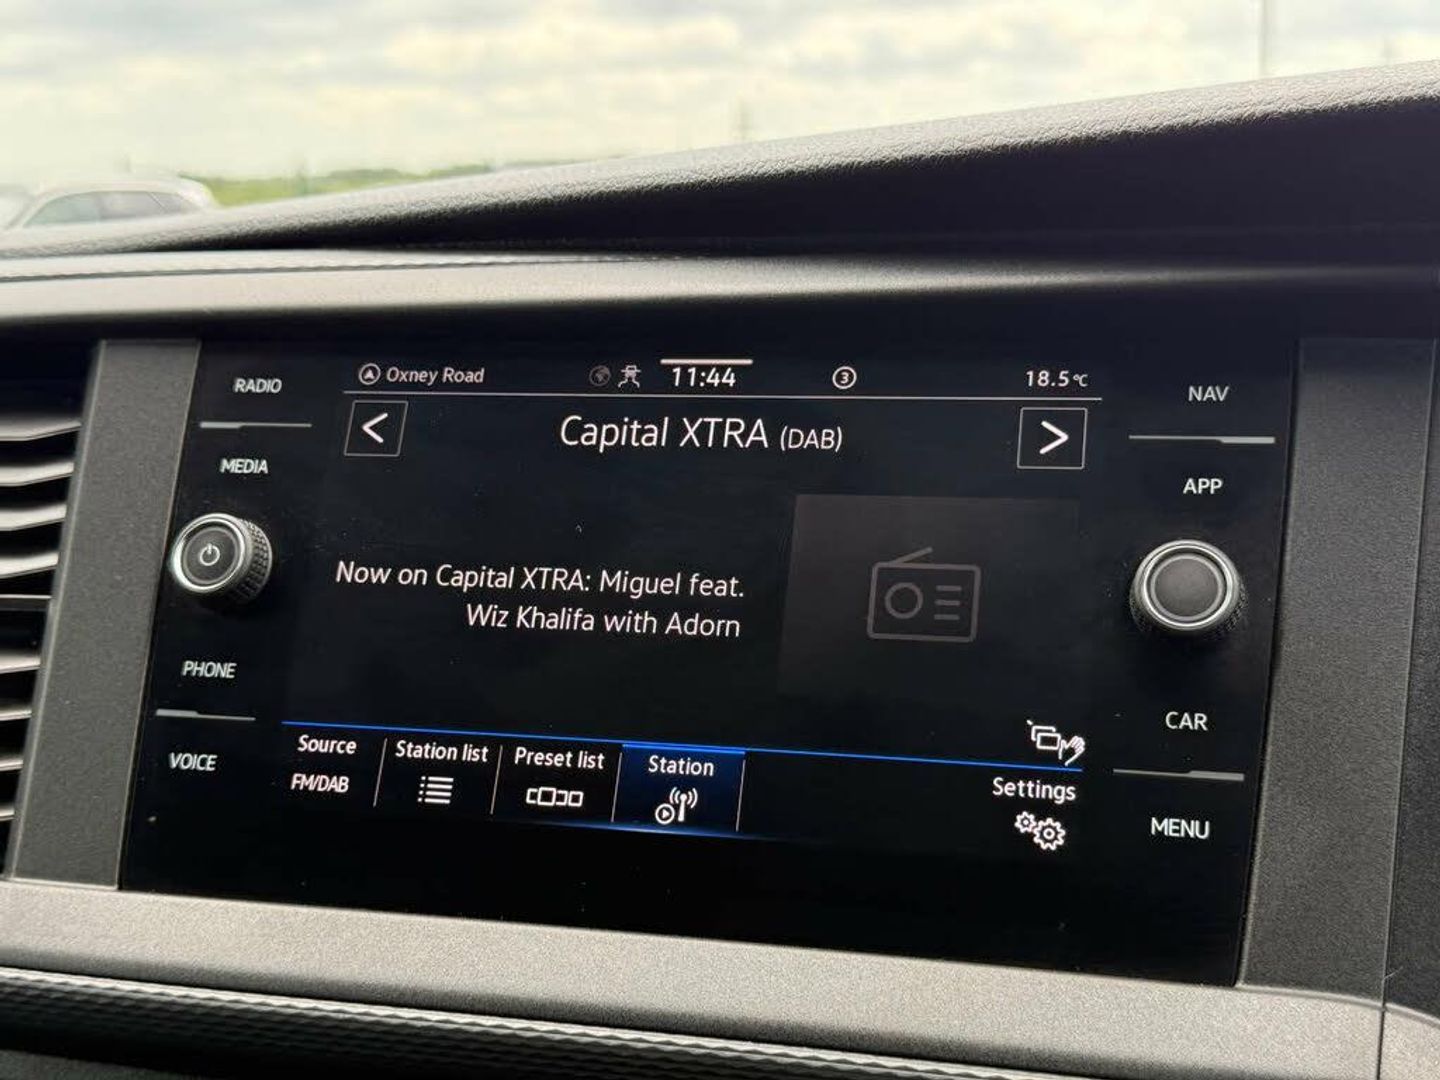 RADIO
MEDIA
PHONE
VOICE
Oxney Road
11:44
3
18.5°C
Capital XTRA (DAB)
Now on Capital XTRA: Miguel feat.
Wiz Khalifa with Adorn
Source
FM/DAB
Station list
Preset list
Station
Settings
NAV
APP
CAR
MENU